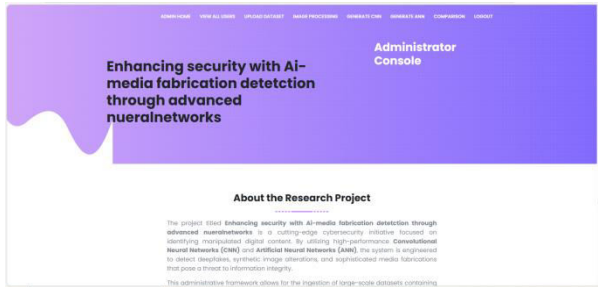 ADMIN HOME VIEW ALL USERS UPLOAD DATASET IMAGE PROCESSING GENERATE CNN GENERATE ANN COMPARISON LOGOUT
Administrator
Console
Enhancing security with Ai-
media fabrication detetction
through advanced
nueralnetworks
About the Research Project
The project titled Enhancing security with Ai-media fabrication detetction through
advanced nueralnetworks is a cutting-edge cybersecurity initiative focused on
identifying manipulated digital content. By utilizing high-performance Convolutional
Neural Networks (CNN) and Artificial Neural Networks (ANN), the system is engineered
to detect deepfakes, synthetic image alterations, and sophisticated media fabrications
that pose a threat to information integrity.
This administrative framework allows for the ingestion of large-scale datasets containing